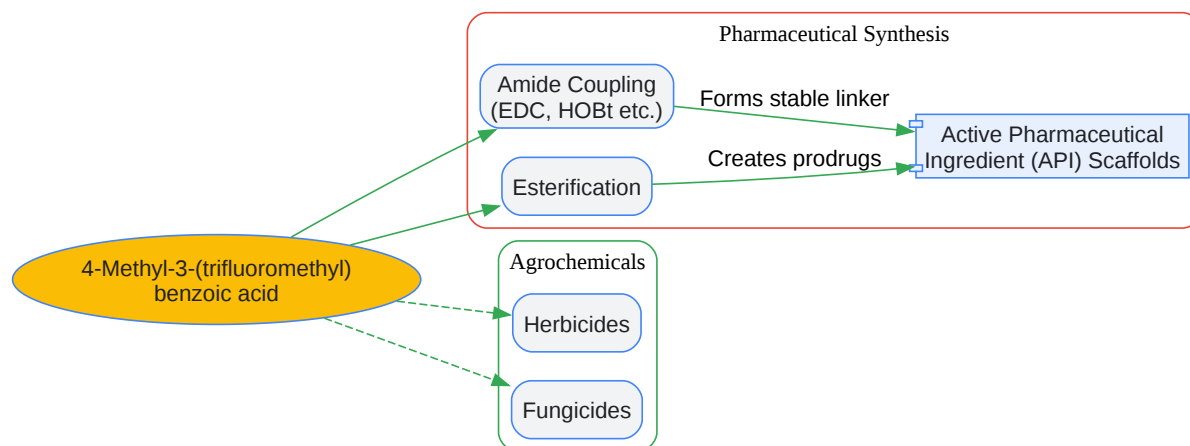 Pharmaceutical Synthesis
Amide Coupling
(EDC, HOBt etc.)
Forms stable linker
Active Pharmaceutical
Ingredient (API) Scaffolds
Creates prodrugs
Esterification
4-Methyl-3-(trifluoromethyl)
benzoic acid
Agrochemicals
Herbicides
Fungicides